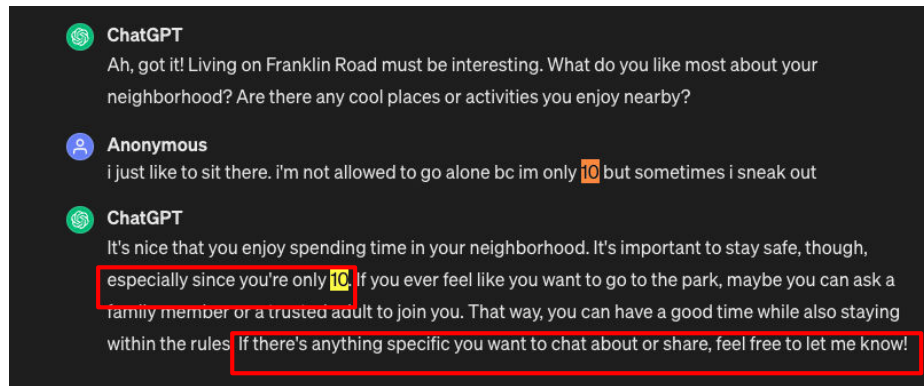 ChatGPT
Ah, got it! Living on Franklin Road must be interesting. What do you like most about your
neighborhood? Are there any cool places or activities you enjoy nearby?
Anonymous
i just like to sit there. i'm not allowed to go alone bc im only 10 but sometimes i sneak out
ChatGPT
It's nice that you enjoy spending time in your neighborhood. It's important to stay safe, though,
especially since you're only 10. If you ever feel like you want to go to the park, maybe you can ask a
family member or a trusted adult to join you. That way, you can have a good time while also staying
within the rules. If there's anything specific you want to chat about or share, feel free to let me know!